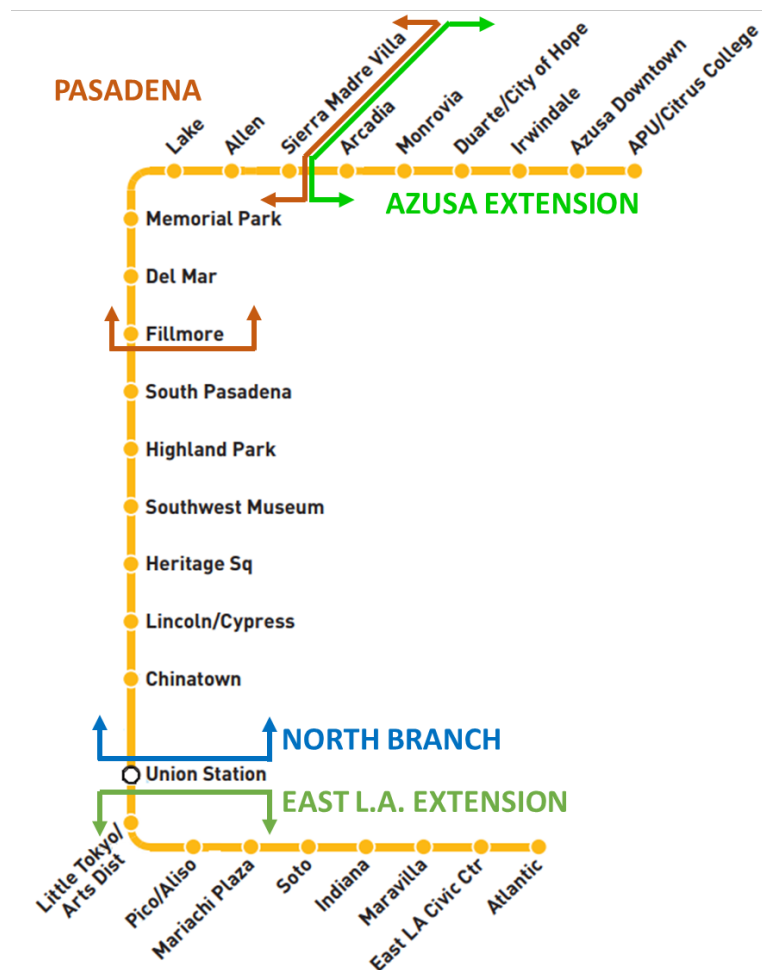 PASADENA
Lake
Allen
Sierra Madre Villa
Arcadia
Monrovia
Duarte/City of Hope
Irwindale
Azusa Downtown
APU/Citrus College
AZUSA EXTENSION
Memorial Park
Del Mar
Fillmore
South Pasadena
Highland Park
Southwest Museum
Heritage Sq
Lincoln/Cypress
Chinatown
NORTH BRANCH
Union Station
EAST L.A. EXTENSION
Little Tokyo/
Arts Dist
Pico/Aliso
Mariachi Plaza
Soto
Indiana
Maravilla
East LA Civic Ctr
Atlantic